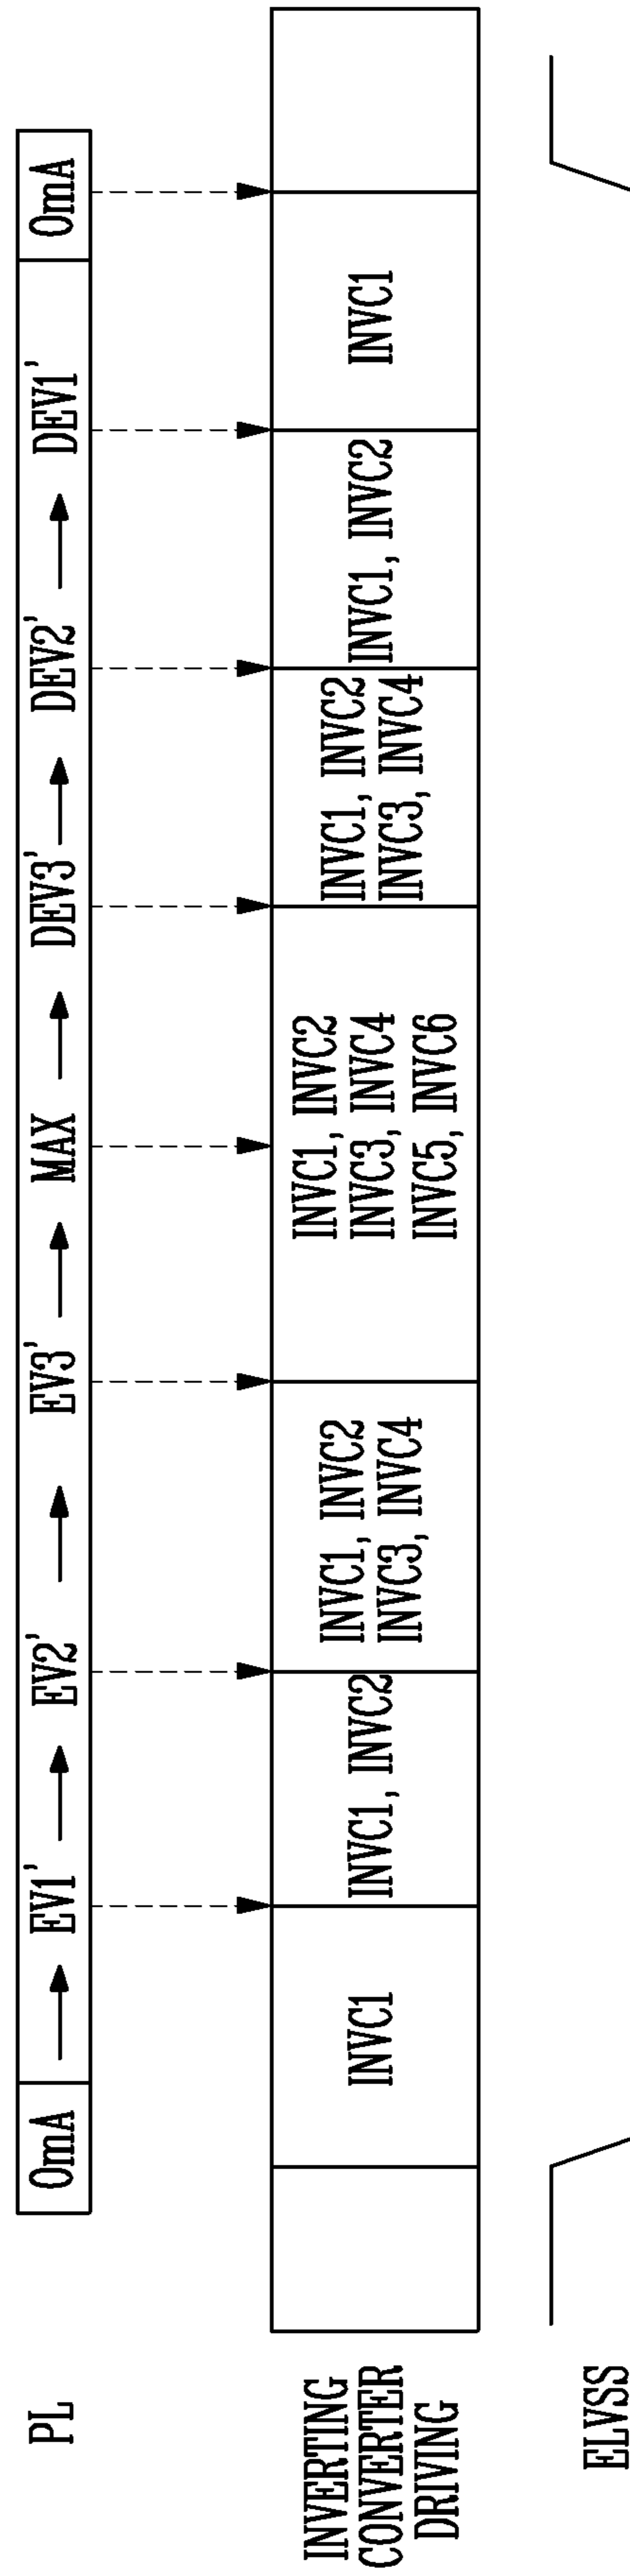 PL
0mA → EV1' → EV2' → EV3' → MAX → DEV3' → DEV2' → DEV1' 0mA
INVERTING
CONVERTER
DRIVING
INVC1
INVC1, INVC2
INVC1, INVC2
INVC3, INVC4
INVC1, INVC2
INVC3, INVC4
INVC5, INVC6
INVC1, INVC2
INVC3, INVC4
INVC1, INVC2
INVC1
ELVSS